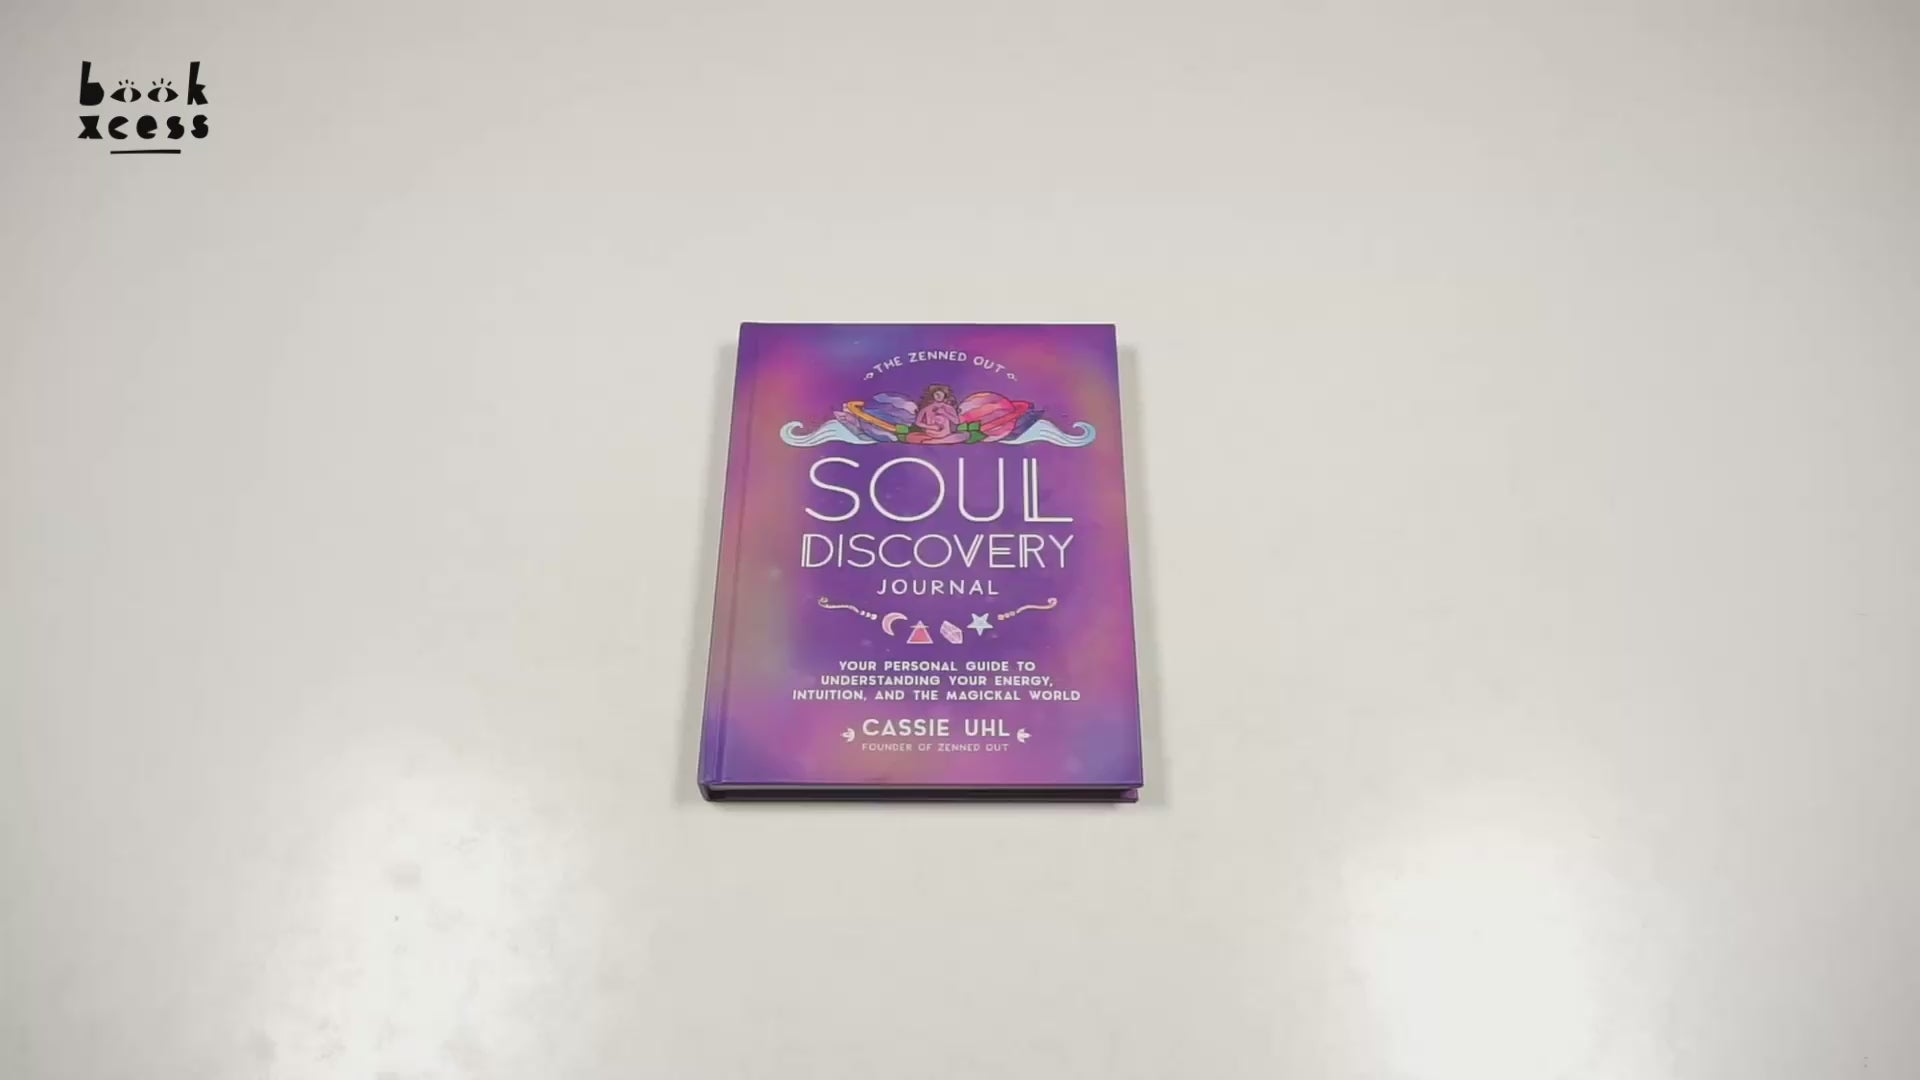 book
xcess
THE ZENNED OUT
SOUL
DISCOVERY
JOURNAL
YOUR PERSONAL GUIDE TO
UNDERSTANDING YOUR ENERGY,
INTUITION, AND THE MAGICKAL WORLD
CASSIE UHL
FOUNDER OF ZENNED OUT